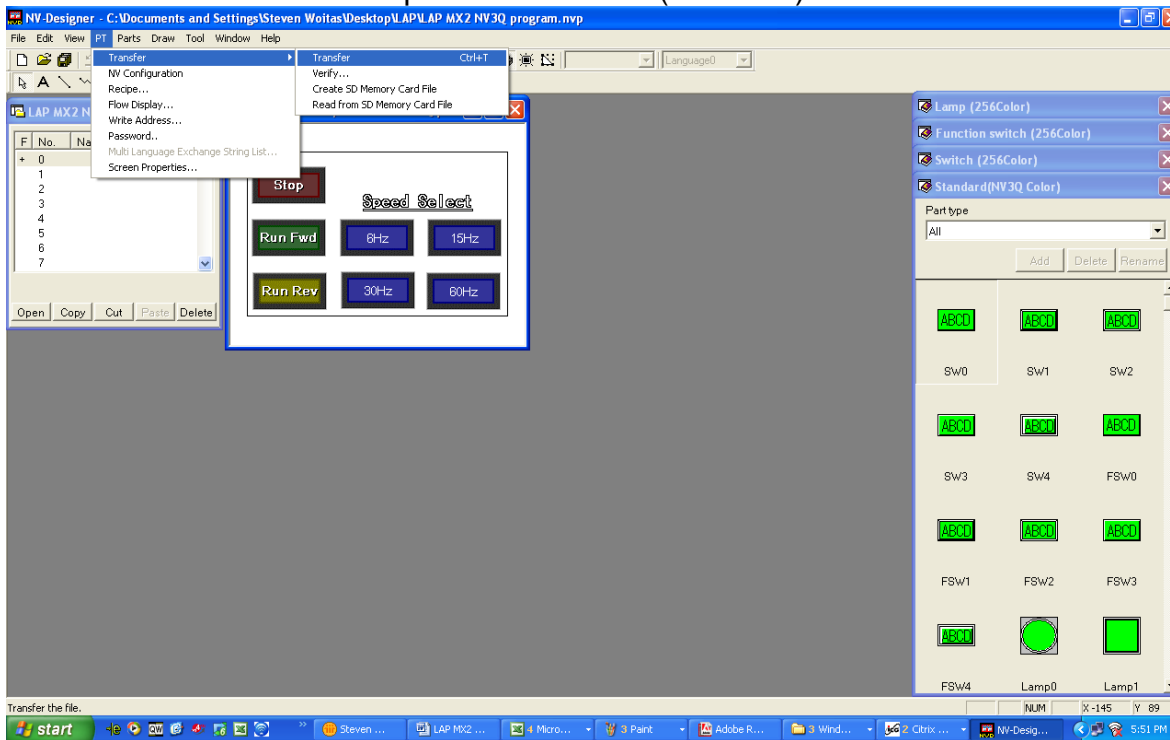 NV-Designer - C:\Documents and Settings\Steven Woitas\Desktop\LAP\LAP MX2 NV3Q program.nvp
File Edit View PT Parts Draw Tool Window Help
Transfer
NV Configuration
Recipe...
Flow Display...
Write Address...
Password..
Multi Language Exchange String List...
Screen Properties...
Transfer Ctrl+T
Verify...
Create SD Memory Card File
Read from SD Memory Card File
Language0
A
LAP MX2 N
F No. Na
+ 0
1
2
3
4
5
6
7
Open Copy Cut Paste Delete
Stop
Speed Select
Run Fwd 6Hz 15Hz
Run Rev 30Hz 60Hz
Lamp (256Color)
Function switch (256Color)
Switch (256Color)
Standard(NV3Q Color)
Part type
All
Add Delete Rename
ABCD ABCD ABCD
SW0 SW1 SW2
ABCD ABCD ABCD
SW3 SW4 FSW0
ABCD ABCD ABCD
FSW1 FSW2 FSW3
ABCD
FSW4 Lamp0 Lamp1
Transfer the file.
NUM X -145 Y 89
start
Steven ... LAP MX2 ... 4 Micro... 3 Paint Adobe R... 3 Wind... 2 Citrix ... NV-Desig... 5:51 PM